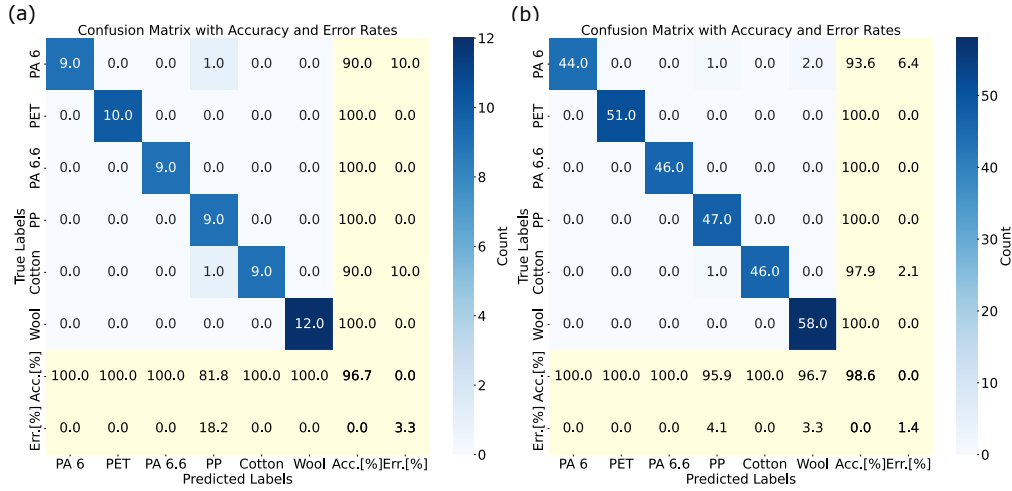 (a)
Confusion Matrix with Accuracy and Error Rates
True Labels
PA 6 9.0 0.0 0.0 1.0 0.0 0.0 90.0 10.0
PET 0.0 10.0 0.0 0.0 0.0 0.0 100.0 0.0
PA 6.6 0.0 0.0 9.0 0.0 0.0 0.0 100.0 0.0
PP 0.0 0.0 0.0 9.0 0.0 0.0 100.0 0.0
Cotton 0.0 0.0 0.0 1.0 9.0 0.0 90.0 10.0
Wool 0.0 0.0 0.0 0.0 0.0 12.0 100.0 0.0
Acc.[%] 100.0 100.0 100.0 81.8 100.0 100.0 96.7 0.0
Err.[%] 0.0 0.0 0.0 18.2 0.0 0.0 0.0 3.3
PA 6 PET PA 6.6 PP Cotton Wool Acc.[%] Err.[%]
Predicted Labels
12
10
8
6
4
2
0
Count
(b)
Confusion Matrix with Accuracy and Error Rates
True Labels
PA 6 44.0 0.0 0.0 1.0 0.0 2.0 93.6 6.4
PET 0.0 51.0 0.0 0.0 0.0 0.0 100.0 0.0
PA 6.6 0.0 0.0 46.0 0.0 0.0 0.0 100.0 0.0
PP 0.0 0.0 0.0 47.0 0.0 0.0 100.0 0.0
Cotton 0.0 0.0 0.0 1.0 46.0 0.0 97.9 2.1
Wool 0.0 0.0 0.0 0.0 0.0 58.0 100.0 0.0
Acc.[%] 100.0 100.0 100.0 95.9 100.0 96.7 98.6 0.0
Err.[%] 0.0 0.0 0.0 4.1 0.0 3.3 0.0 1.4
PA 6 PET PA 6.6 PP Cotton Wool Acc.[%] Err.[%]
Predicted Labels
50
40
30
20
10
0
Count